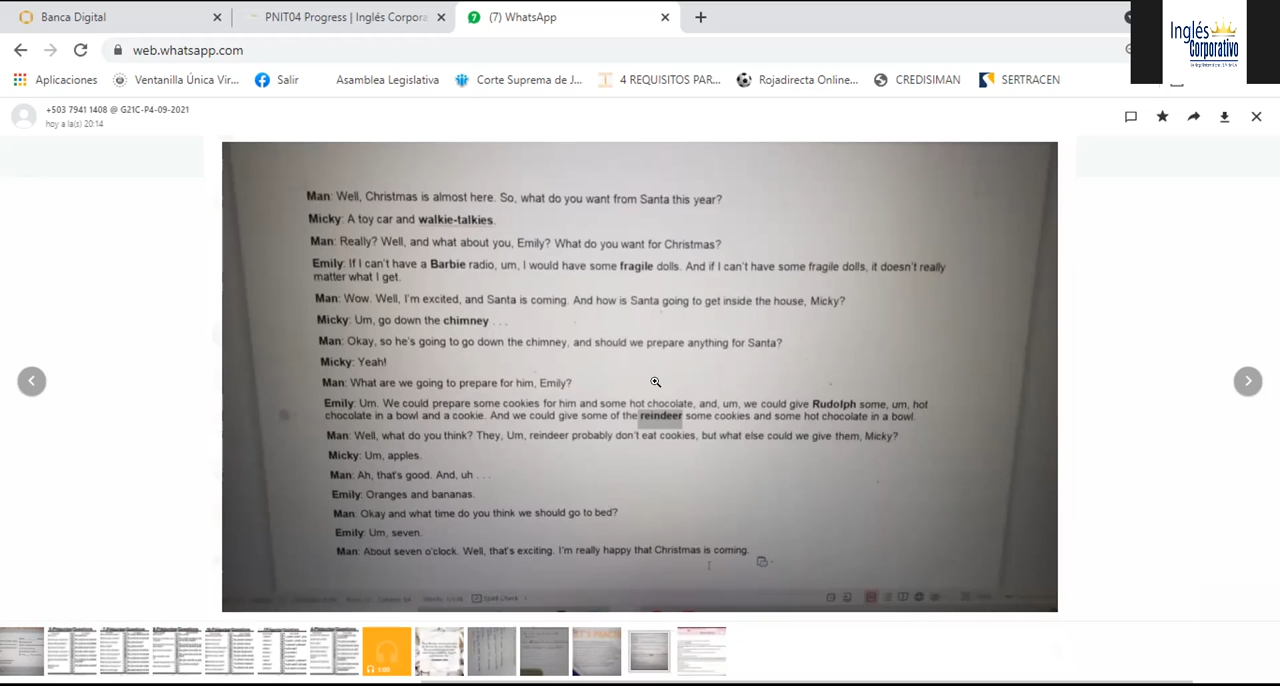 Banca Digital
PNIT04 Progress | Inglés Corpora
(7) WhatsApp
web.whatsapp.com
Inglés
Corporativo
Aplicaciones
Ventanilla Única Vir...
Salir
Asamblea Legislativa
Corte Suprema de J...
4 REQUISITOS PAR...
Rojadirecta Online...
CREDISIMAN
SERTRACEN
+503 7941 1408 @ G21C-P4-09-2021
hoy a la(s) 20:14
Man: Well, Christmas is almost here. So, what do you want from Santa this year?
Micky: A toy car and walkie-talkies.
Man: Really? Well, and what about you, Emily? What do you want for Christmas?
Emily: If I can't have a Barbie radio, um, I would have some fragile dolls. And if I can't have some fragile dolls, it doesn't really
matter what I get.
Man: Wow. Well, I'm excited, and Santa is coming. And how is Santa going to get inside the house, Micky?
Micky: Um, go down the chimney . . .
Man: Okay, so he's going to go down the chimney, and should we prepare anything for Santa?
Micky: Yeah!
Man: What are we going to prepare for him, Emily?
Emily: Um. We could prepare some cookies for him and some hot chocolate, and, um, we could give Rudolph some, um, hot
chocolate in a bowl and a cookie. And we could give some of the reindeer some cookies and some hot chocolate in a bowl.
Man: Well, what do you think? They, Um, reindeer probably don't eat cookies, but what else could we give them, Micky?
Micky: Um, apples.
Man: Ah, that's good. And, uh . . .
Emily: Oranges and bananas.
Man: Okay and what time do you think we should go to bed?
Emily: Um, seven.
Man: About seven o'clock. Well, that's exciting. I'm really happy that Christmas is coming.